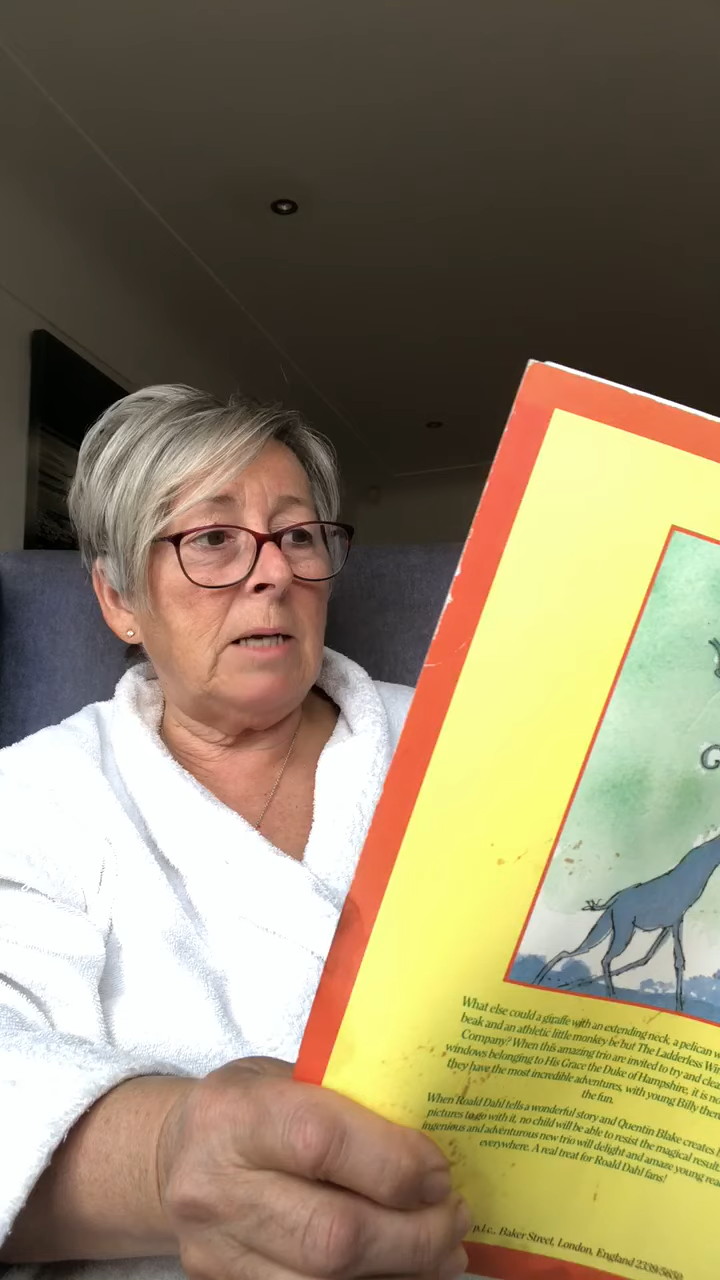 What else could a giraffe with an extending neck, a pelican w
beak and an athletic little monkey be but The Ladderless Win
Company? When this amazing trio are invited to try and clea
windows belonging to His Grace the Duke of Hampshire, it is no
they have the most incredible adventures, with young Billy there
the fun.
When Roald Dahl tells a wonderful story and Quentin Blake creates
pictures to go with it, no child will be able to resist the magical result.
ingenious and adventurous new trio will delight and amaze young rea
everywhere. A real treat for Roald Dahl fans!
p.l.c., Baker Street, London, England 2339/5650